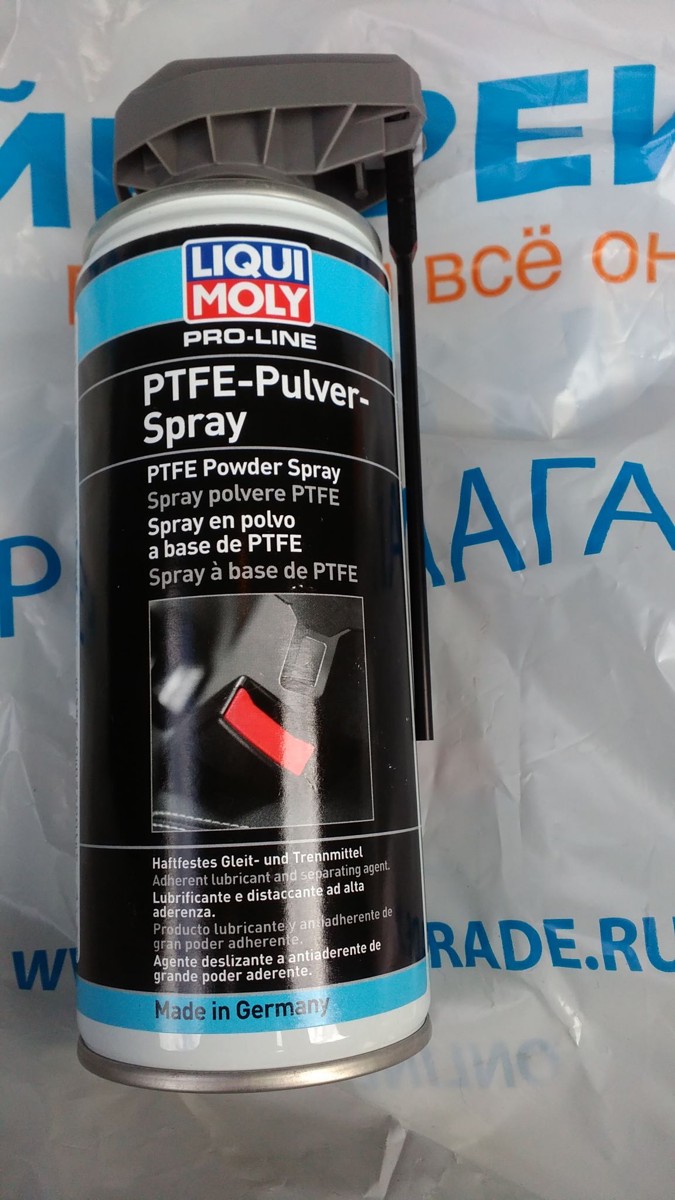 РЕЙ
ВСЁ ОН
LIQUI
MOLY
PRO-LINE
PTFE-Pulver-
Spray
PTFE Powder Spray
Spray polvere PTFE
Spray en polvo
a base de PTFE
Spray à base de PTFE
Haftfestes Gleit- und Trennmittel
Adherent lubricant and separating agent.
Lubrificante e distaccante ad alta
aderenza.
Producto lubricante y antiadherente de
gran poder adherente.
Agente deslizante a antiaderente de
grande poder aderente.
RADE.RU
Made in Germany
ONLIN